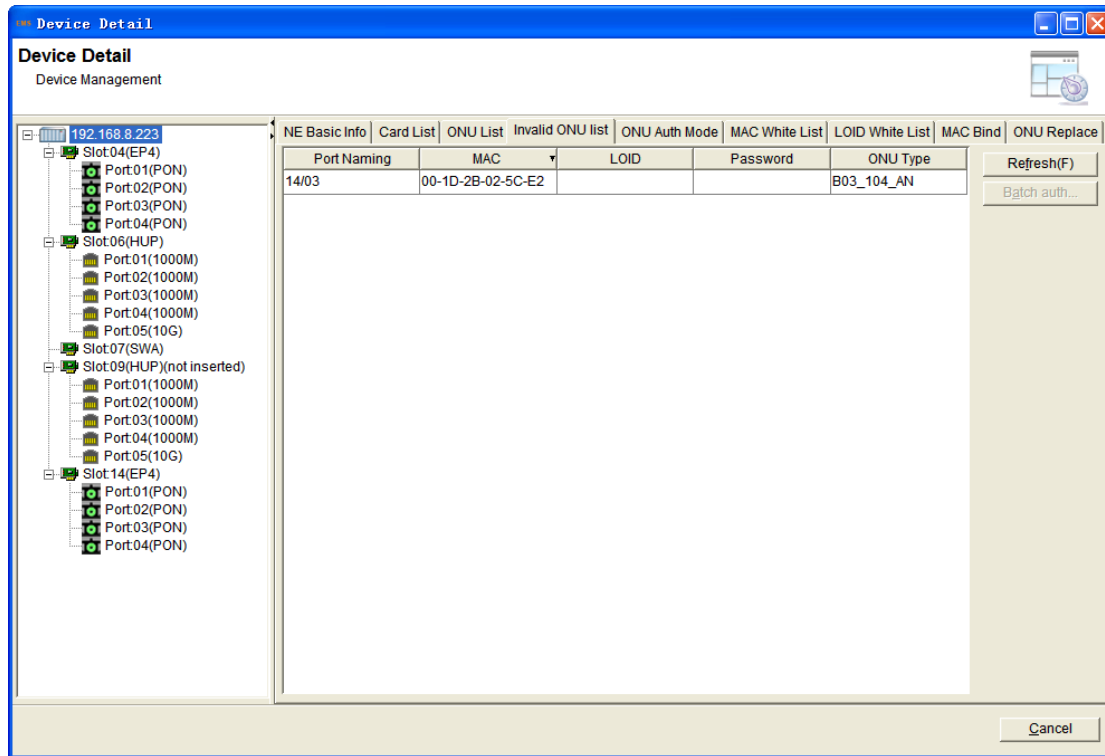 EMS Device Detail
Device Detail
Device Management
192.168.8.223
Slot:04(EP4)
Port:01(PON)
Port:02(PON)
Port:03(PON)
Port:04(PON)
Slot:06(HUP)
Port:01(1000M)
Port:02(1000M)
Port:03(1000M)
Port:04(1000M)
Port:05(10G)
Slot:07(SWA)
Slot:09(HUP)(not inserted)
Port:01(1000M)
Port:02(1000M)
Port:03(1000M)
Port:04(1000M)
Port:05(10G)
Slot:14(EP4)
Port:01(PON)
Port:02(PON)
Port:03(PON)
Port:04(PON)
NE Basic Info Card List ONU List Invalid ONU list ONU Auth Mode MAC White List LOID White List MAC Bind ONU Replace
Port Naming MAC LOID Password ONU Type
14/03 00-1D-2B-02-5C-E2 B03_104_AN
Refresh(F)
Batch auth...
Cancel